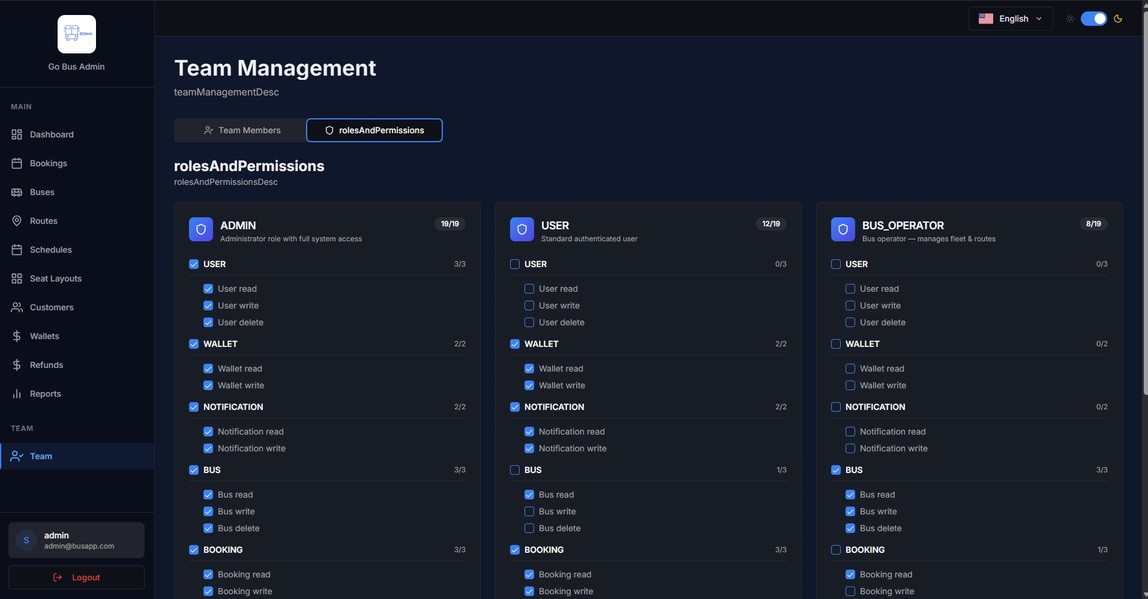 English
Go Bus Admin
MAIN
Dashboard
Bookings
Buses
Routes
Schedules
Seat Layouts
Customers
Wallets
Refunds
Reports
TEAM
Team
admin
S
admin@busapp.com
Logout
Team Management
teamManagementDesc
Team Members
rolesAndPermissions
rolesAndPermissions
rolesAndPermissionsDesc
ADMIN 19/19
Administrator role with full system access
USER 3/3
User read
User write
User delete
WALLET 2/2
Wallet read
Wallet write
NOTIFICATION 2/2
Notification read
Notification write
BUS 3/3
Bus read
Bus write
Bus delete
BOOKING 3/3
Booking read
Booking write
USER 12/19
Standard authenticated user
USER 0/3
User read
User write
User delete
WALLET 2/2
Wallet read
Wallet write
NOTIFICATION 2/2
Notification read
Notification write
BUS 1/3
Bus read
Bus write
Bus delete
BOOKING 3/3
Booking read
Booking write
BUS_OPERATOR 8/19
Bus operator — manages fleet & routes
USER 0/3
User read
User write
User delete
WALLET 0/2
Wallet read
Wallet write
NOTIFICATION 0/2
Notification read
Notification write
BUS 3/3
Bus read
Bus write
Bus delete
BOOKING 1/3
Booking read
Booking write